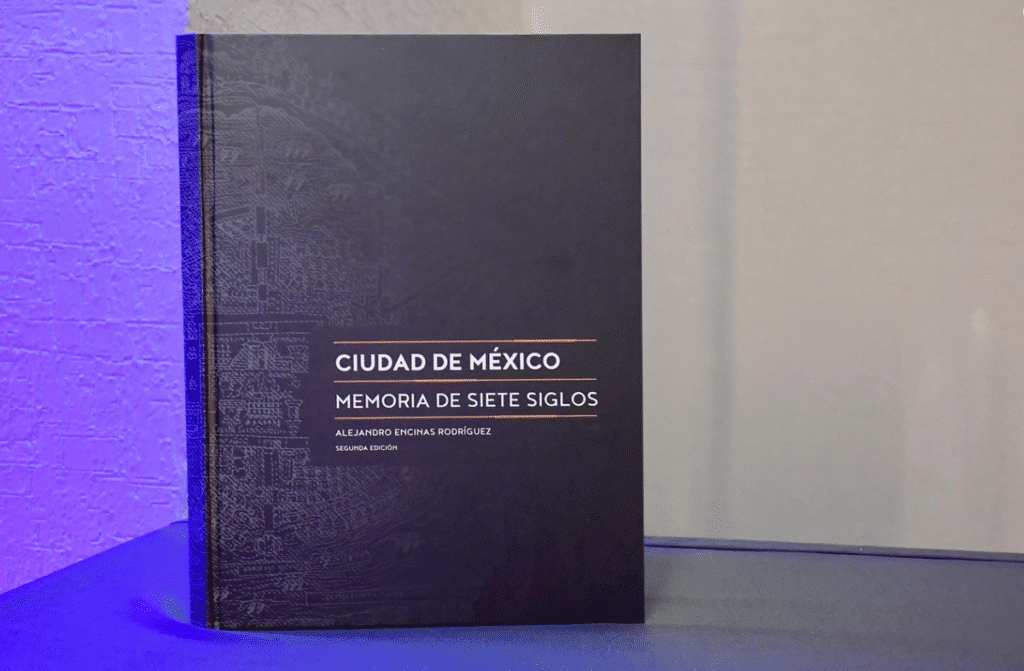 CIUDAD DE MÉXICO
MEMORIA DE SIETE SIGLOS
ALEJANDRO ENCINAS RODRÍGUEZ
SEGUNDA EDICIÓN